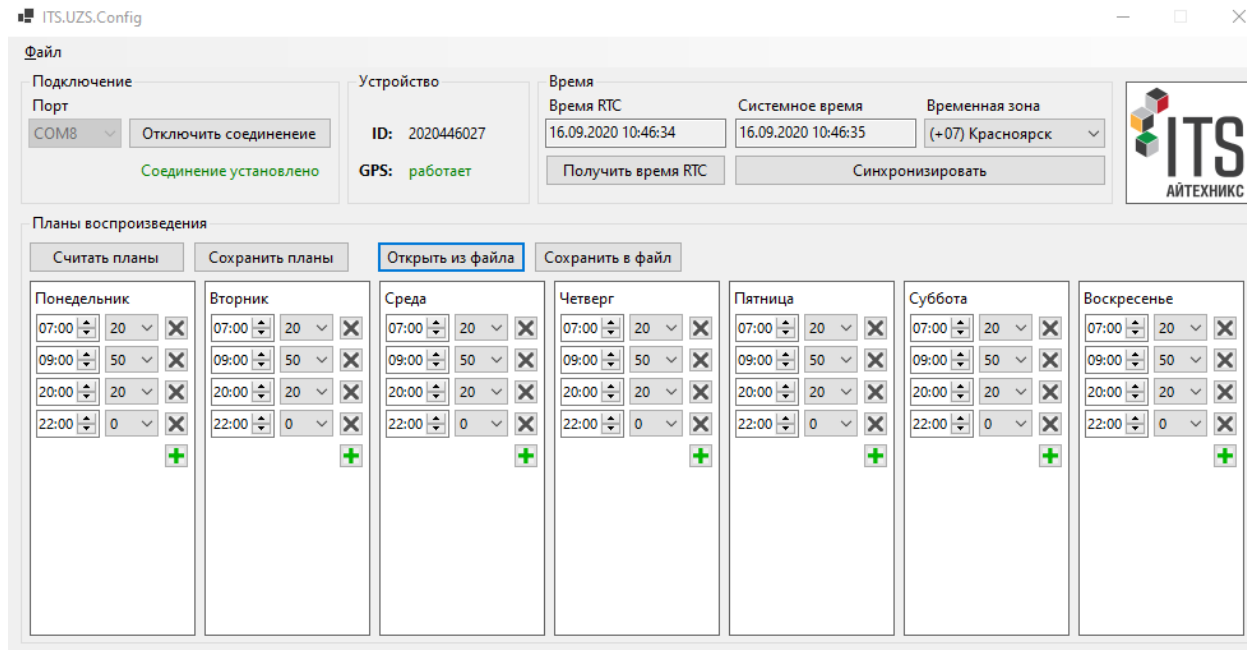 ITS.UZS.Config
Файл
Подключение
Порт
COM8
Отключить соединенеие
Соединение установлено
Устройство
ID: 2020446027
GPS: работает
Время
Время RTC
Системное время
Временная зона
16.09.2020 10:46:34
16.09.2020 10:46:35
(+07) Красноярск
Получить время RTC
Синхронизировать
ITS
АЙТЕХНИКС
Планы воспроизведения
Считать планы
Сохранить планы
Открыть из файла
Сохранить в файл
Понедельник
07:00 20
09:00 50
20:00 20
22:00 0
Вторник
07:00 20
09:00 50
20:00 20
22:00 0
Среда
07:00 20
09:00 50
20:00 20
22:00 0
Четверг
07:00 20
09:00 50
20:00 20
22:00 0
Пятница
07:00 20
09:00 50
20:00 20
22:00 0
Суббота
07:00 20
09:00 50
20:00 20
22:00 0
Воскресенье
07:00 20
09:00 50
20:00 20
22:00 0